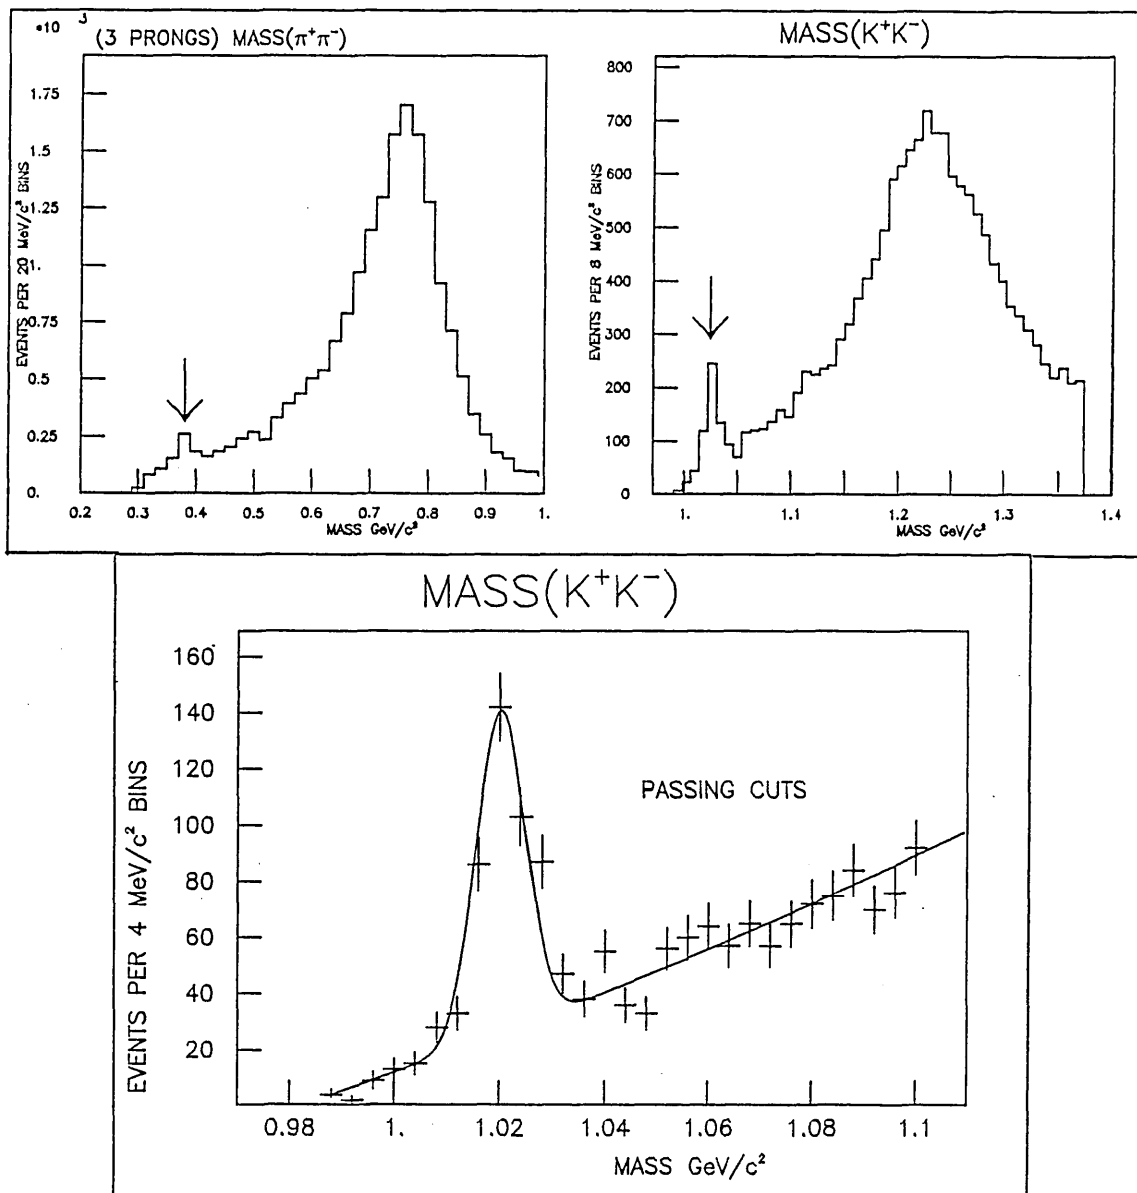 *10 3
(3 PRONGS) MASS(π⁺π⁻)
EVENTS PER 20 MeV/c² BINS
1.75
1.5
1.25
1.
0.75
0.5
0.25
0.
0.2 0.3 0.4 0.5 0.6 0.7 0.8 0.9 1.
MASS GeV/c²
MASS(K⁺K⁻)
EVENTS PER 8 MeV/c² BINS
800
700
600
500
400
300
200
100
0
1. 1.1 1.2 1.3 1.4
MASS GeV/c²
MASS(K⁺K⁻)
EVENTS PER 4 MeV/c² BINS
160
140
120
100
80
60
40
20
PASSING CUTS
0.98 1. 1.02 1.04 1.06 1.08 1.1
MASS GeV/c²